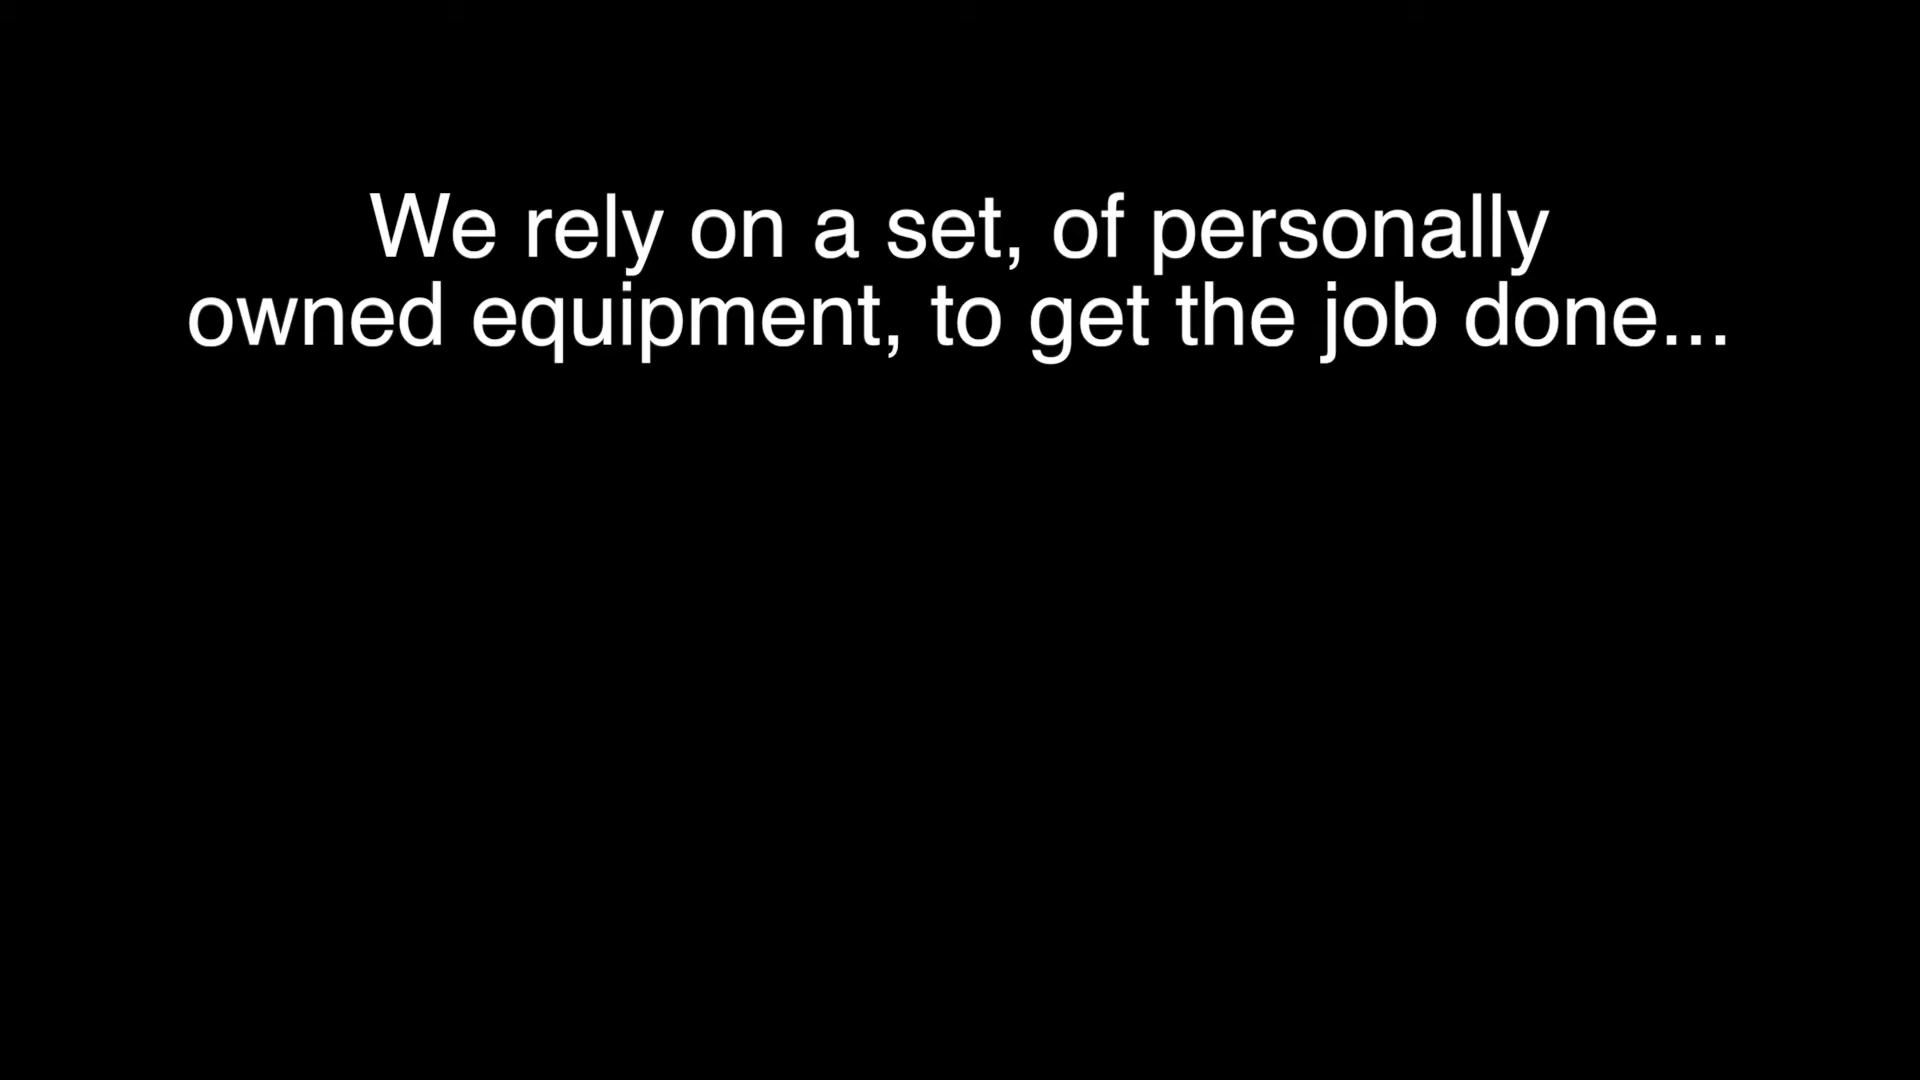 We rely on a set, of personally
owned equipment, to get the job done...